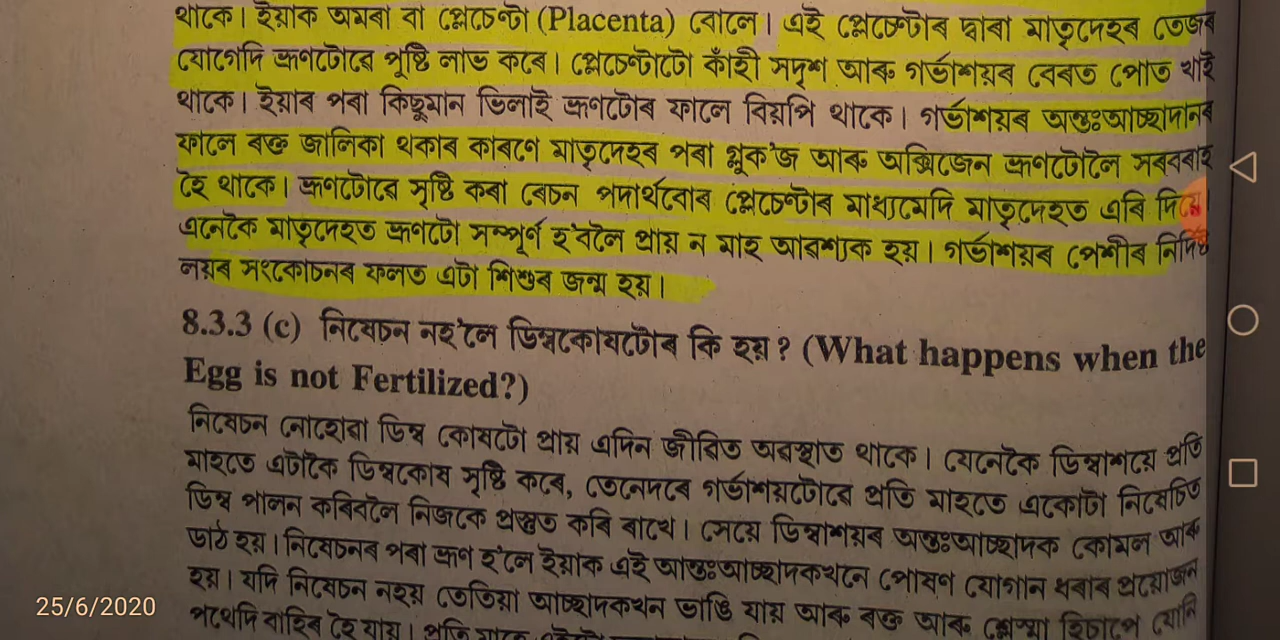 থাকে। ইয়াক অমৰা বা প্লেচেন্টা (Placenta) বোলে। এই প্লেচেন্টাৰ দ্বাৰা মাতৃদেহৰ তেজৰ
যোগেদি ভ্ৰূণটোৱে পুষ্টি লাভ কৰে। প্লেচেন্টাটো কাঁহী সদৃশ আৰু গৰ্ভাশয়ৰ বেৰত পোত খাই
থাকে। ইয়াৰ পৰা কিছুমান ভিলাই ভ্ৰূণটোৰ ফালে বিয়পি থাকে। গৰ্ভাশয়ৰ অন্তঃআচ্ছাদানৰ
ফালে ৰক্ত জালিকা থকাৰ কাৰণে মাতৃদেহৰ পৰা গ্লুক'জ আৰু অক্সিজেন ভ্ৰূণটোলৈ সৰবৰাহ
হৈ থাকে। ভ্ৰূণটোৱে সৃষ্টি কৰা ৰেচন পদাৰ্থবোৰ প্লেচেন্টাৰ মাধ্যমেদি মাতৃদেহত এৰি দিয়ে।
এনেকৈ মাতৃদেহত ভ্ৰূণটো সম্পূৰ্ণ হ'বলৈ প্ৰায় ন মাহ আৱশ্যক হয়। গৰ্ভাশয়ৰ পেশীৰ নিৰ্দিষ্ট
লয়ৰ সংকোচনৰ ফলত এটা শিশুৰ জন্ম হয়।
8.3.3 (c) নিষেচন নহ'লে ডিম্বকোষটোৰ কি হয়? (What happens when the
Egg is not Fertilized?)
নিষেচন নোহোৱা ডিম্ব কোষটো প্ৰায় এদিন জীৱিত অৱস্থাত থাকে। যেনেকৈ ডিম্বাশয়ে প্ৰতি
মাহতে এটাকৈ ডিম্বকোষ সৃষ্টি কৰে, তেনেদৰে গৰ্ভাশয়টোৱে প্ৰতি মাহতে একোটা নিষেচিত
ডিম্ব পালন কৰিবলৈ নিজকে প্ৰস্তুত কৰি ৰাখে। সেয়ে ডিম্বাশয়ৰ অন্তঃআচ্ছাদক কোমল আৰু
ডাঠ হয়। নিষেচনৰ পৰা ভ্ৰূণ হ'লে ইয়াক এই আন্তঃআচ্ছাদকখনে পোষণ যোগান ধৰাৰ প্ৰয়োজন
হয়। যদি নিষেচন নহয় তেতিয়া আচ্ছাদকখন ভাঙি যায় আৰু ৰক্ত আৰু শ্লেষ্মা হিচাপে যোনি
পথেদি বাহিৰ হৈ যায়। প্ৰতি মাহে
25/6/2020